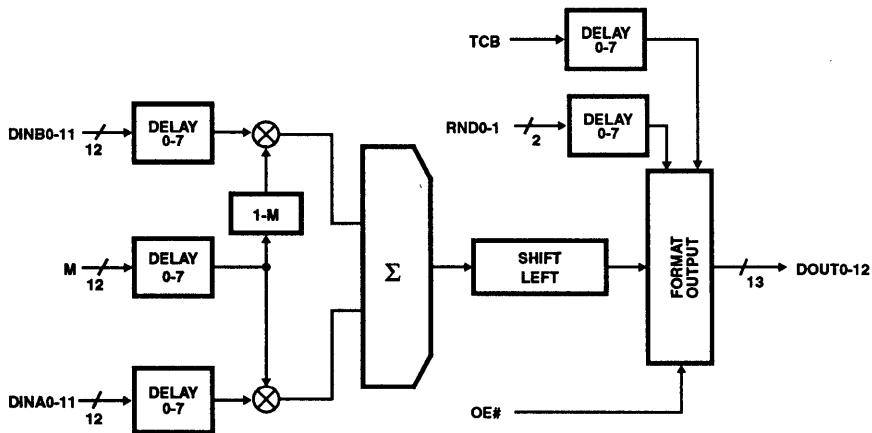 TCB
DELAY
0-7
RND0-1
2
DELAY
0-7
DINB0-11
12
DELAY
0-7
1-M
M
12
DELAY
0-7
Σ
SHIFT
LEFT
FORMAT
OUTPUT
13
DOUT0-12
DINA0-11
12
DELAY
0-7
OE#